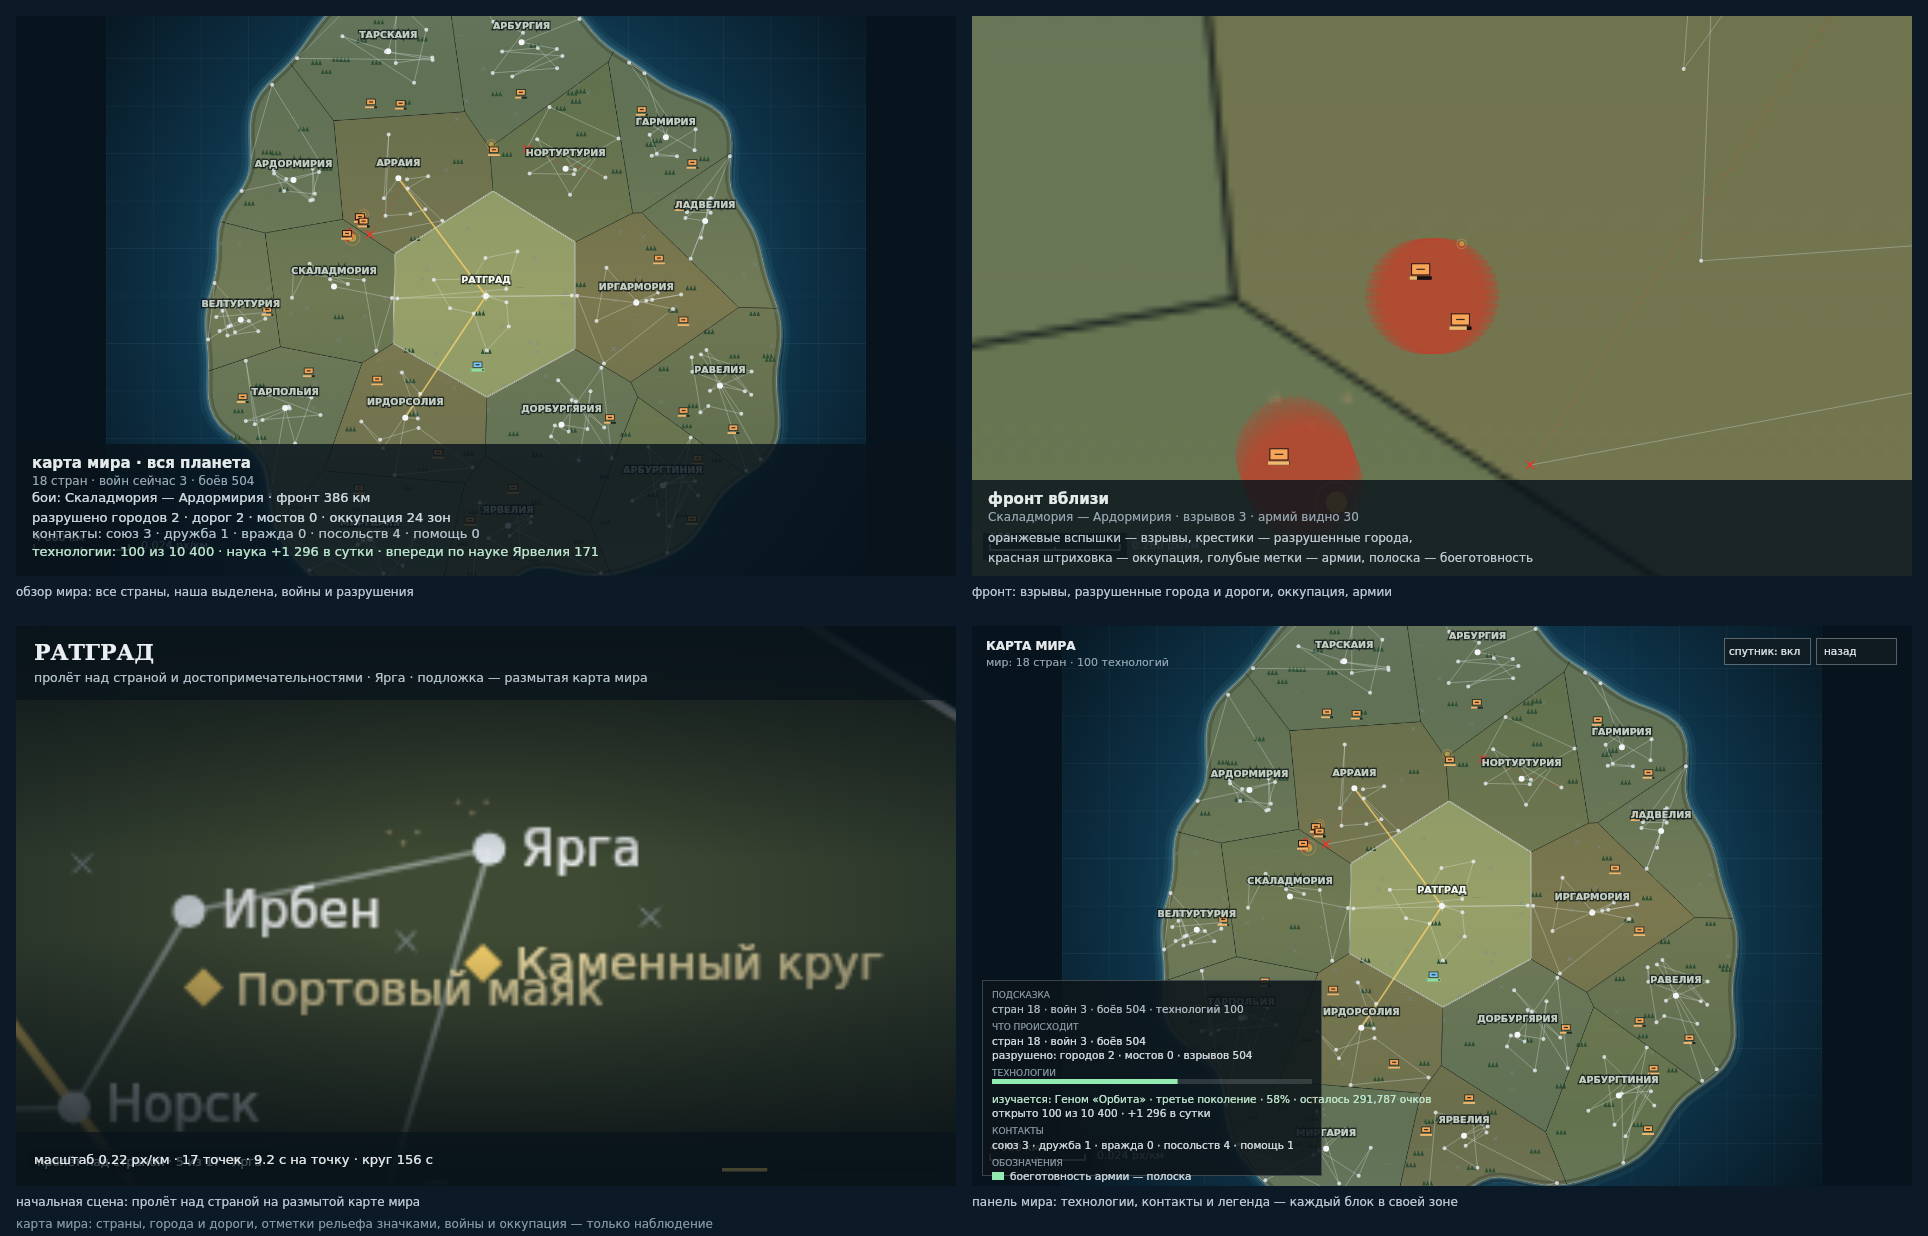 ТАРСКАИЯ
АРБУРГИЯ
ГАРМИРИЯ
АРДОРМИРИЯ
АРРАИЯ
НОРТУРТУРИЯ
ЛАДВЕЛИЯ
СКАЛАДМОРИЯ
РАТГРАД
ИРГАРМОРИЯ
ВЕЛТУРТУРИЯ
РАВЕЛИЯ
ТАРПОЛЬИЯ
ИРДОРСОЛИЯ
ДОРБУРГЯРИЯ
АРБУРГТИНИЯ
ЯРВЕЛИЯ
карта мира · вся планета
18 стран · войн сейчас 3 · боёв 504
бои: Скаладмория — Ардормирия · фронт 386 км
разрушено городов 2 · дорог 2 · мостов 0 · оккупация 24 зон
контакты: союз 3 · дружба 1 · вражда 0 · посольств 4 · помощь 0
технологии: 100 из 10 400 · наука +1 296 в сутки · впереди по науке Ярвелия 171
обзор мира: все страны, наша выделена, войны и разрушения
фронт вблизи
Скаладмория — Ардормирия · взрывов 3 · армий видно 30
оранжевые вспышки — взрывы, крестики — разрушенные города,
красная штриховка — оккупация, голубые метки — армии, полоска — боеготовность
фронт: взрывы, разрушенные города и дороги, оккупация, армии
РАТГРАД
пролёт над страной и достопримечательностями · Ярга · подложка — размытая карта мира
Ярга
Ирбен
Каменный круг
Портовый маяк
Норск
масштаб 0.22 px/км · 17 точек · 9.2 с на точку · круг 156 с
начальная сцена: пролёт над страной на размытой карте мира
карта мира: страны, города и дороги, отметки рельефа значками, войны и оккупация — только наблюдение
КАРТА МИРА
мир: 18 стран · 100 технологий
спутник: вкл
назад
ТАРСКАИЯ
АРБУРГИЯ
ГАРМИРИЯ
АРДОРМИРИЯ
АРРАИЯ
НОРТУРТУРИЯ
ЛАДВЕЛИЯ
СКАЛАДМОРИЯ
РАТГРАД
ИРГАРМОРИЯ
ВЕЛТУРТУРИЯ
РАВЕЛИЯ
ТАРПОЛЬИЯ
ИРДОРСОЛИЯ
ДОРБУРГЯРИЯ
АРБУРГТИНИЯ
ЯРВЕЛИЯ
ПОДСКАЗКА
стран 18 · войн 3 · боёв 504 · технологий 100
ЧТО ПРОИСХОДИТ
стран 18 · войн 3 · боёв 504
разрушено: городов 2 · мостов 0 · взрывов 504
ТЕХНОЛОГИИ
изучается: Геном «Орбита» · третье поколение · 58% · осталось 291,787 очков
открыто 100 из 10 400 · +1 296 в сутки
КОНТАКТЫ
союз 3 · дружба 1 · вражда 0 · посольств 4 · помощь 1
ОБОЗНАЧЕНИЯ
0.024 px/км
боеготовность армии — полоска
панель мира: технологии, контакты и легенда — каждый блок в своей зоне